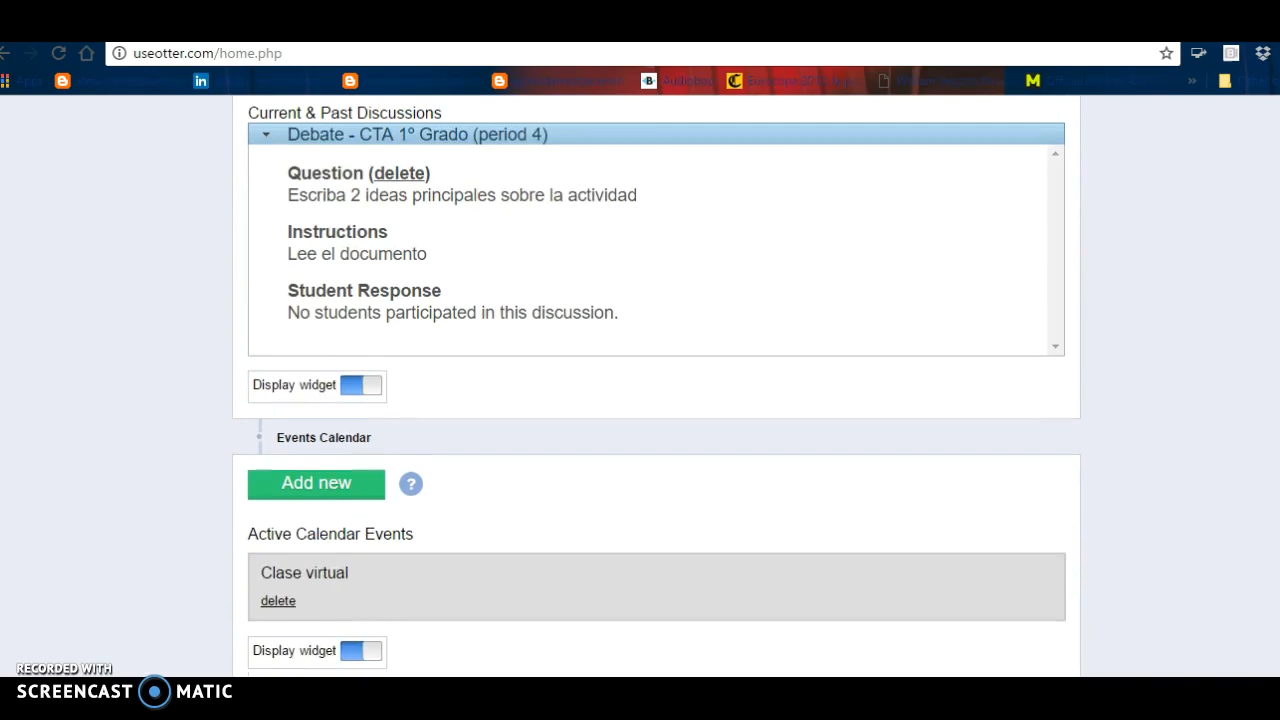 useotter.com/home.php
Apps
Current & Past Discussions
Debate - CTA 1º Grado (period 4)
Question (delete)
Escriba 2 ideas principales sobre la actividad
Instructions
Lee el documento
Student Response
No students participated in this discussion.
Display widget
Events Calendar
Add new ?
Active Calendar Events
Clase virtual
delete
Display widget
RECORDED WITH
SCREENCAST MATIC